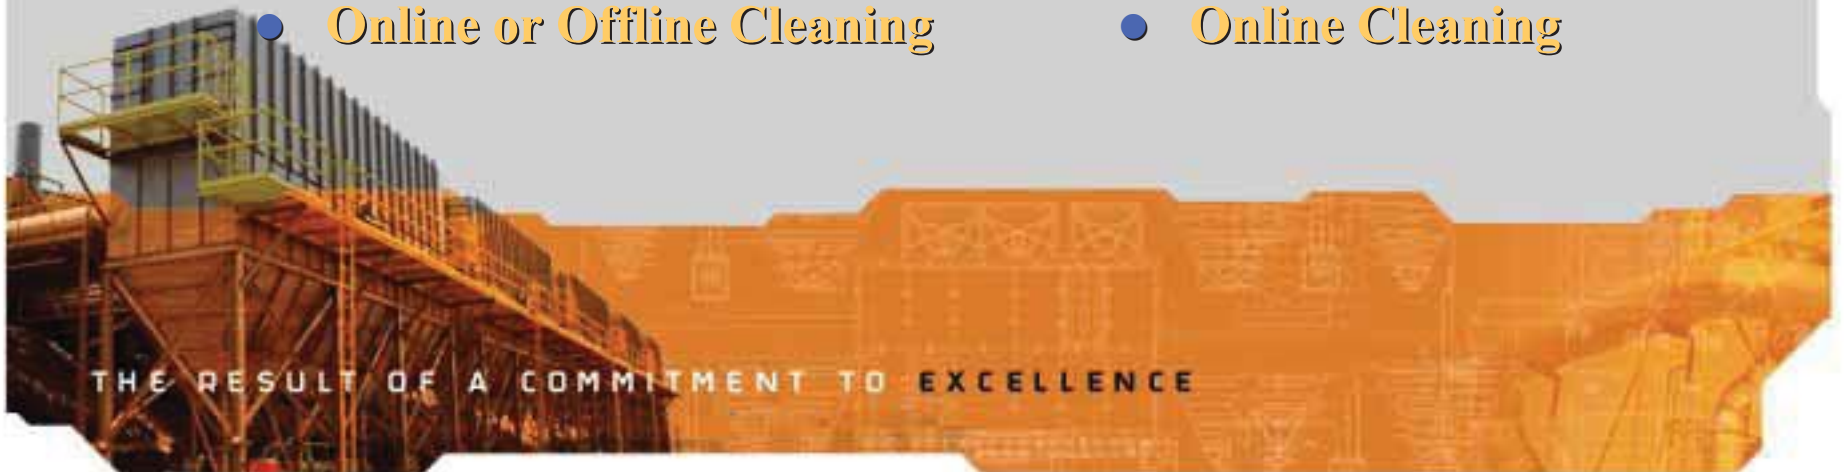 Online or Offline Cleaning
Online Cleaning
THE RESULT OF A COMMITMENT TO EXCELLENCE